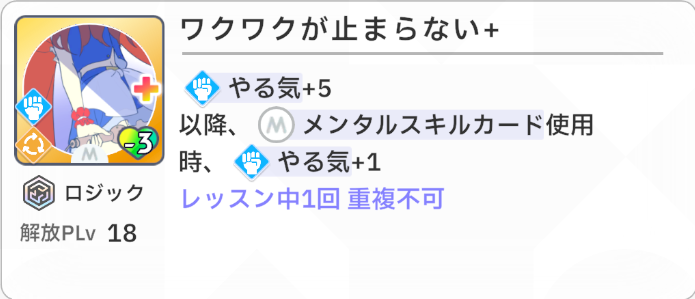 ワクワクが止まらない+
やる気+5
以降、 M メンタルスキルカード使用
時、 やる気+1
レッスン中1回 重複不可
+
M
-3
ロジック
解放PLv 18